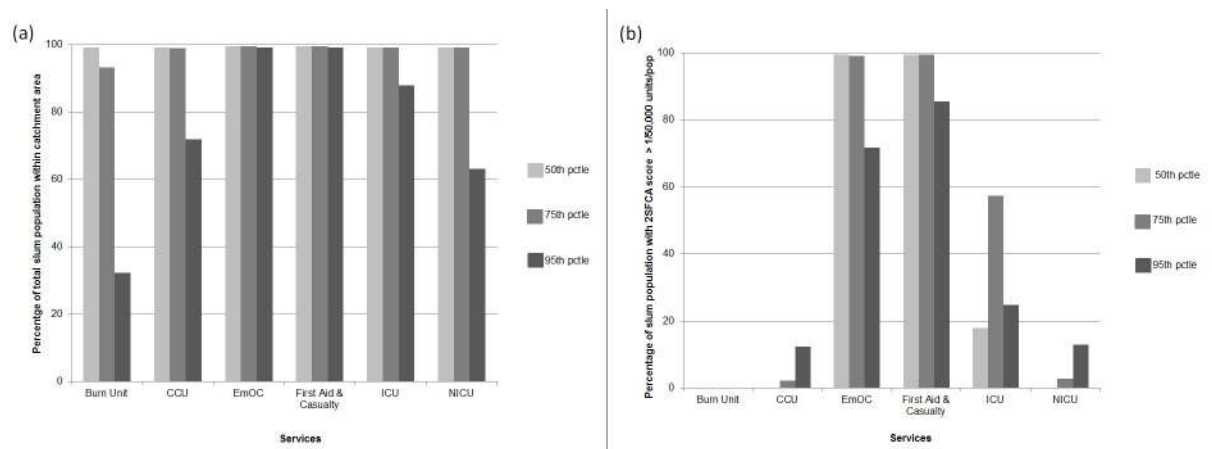 (a)
Percentge of total slum population within catchment area
100
80
60
40
20
0
Burn Unit CCU EmOC First Aid & Casualty ICU NICU
Services
50th pctle
75th pctle
95th pctle
(b)
Percentage of slum population with 2SFCA score > 1/50,000 units/pop
100
80
60
40
20
0
Burn Unit CCU EmOC First Aid & Casualty ICU NICU
Services
50th pctle
75th pctle
95th pctle